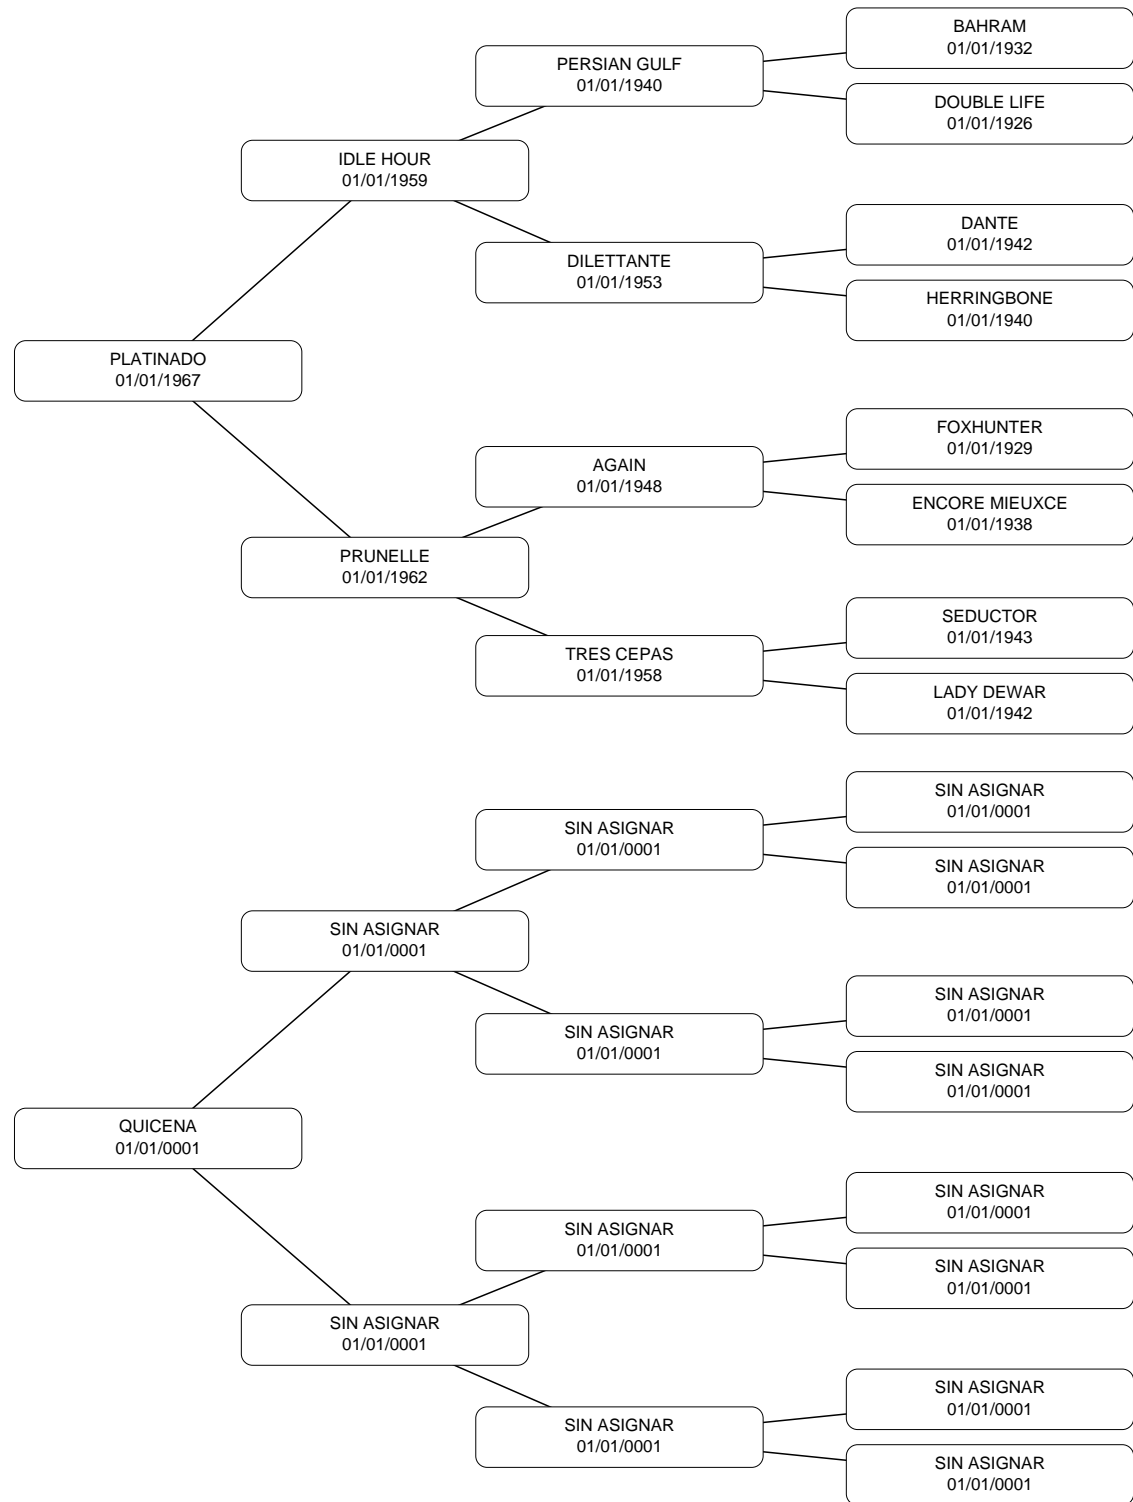 BAHRAM
01/01/1932
PERSIAN GULF
01/01/1940
DOUBLE LIFE
01/01/1926
IDLE HOUR
01/01/1959
DANTE
01/01/1942
DILETTANTE
01/01/1953
HERRINGBONE
01/01/1940
PLATINADO
01/01/1967
FOXHUNTER
01/01/1929
AGAIN
01/01/1948
ENCORE MIEUXCE
01/01/1938
PRUNELLE
01/01/1962
SEDUCTOR
01/01/1943
TRES CEPAS
01/01/1958
LADY DEWAR
01/01/1942
SIN ASIGNAR
01/01/0001
SIN ASIGNAR
01/01/0001
SIN ASIGNAR
01/01/0001
SIN ASIGNAR
01/01/0001
SIN ASIGNAR
01/01/0001
SIN ASIGNAR
01/01/0001
SIN ASIGNAR
01/01/0001
QUICENA
01/01/0001
SIN ASIGNAR
01/01/0001
SIN ASIGNAR
01/01/0001
SIN ASIGNAR
01/01/0001
SIN ASIGNAR
01/01/0001
SIN ASIGNAR
01/01/0001
SIN ASIGNAR
01/01/0001
SIN ASIGNAR
01/01/0001